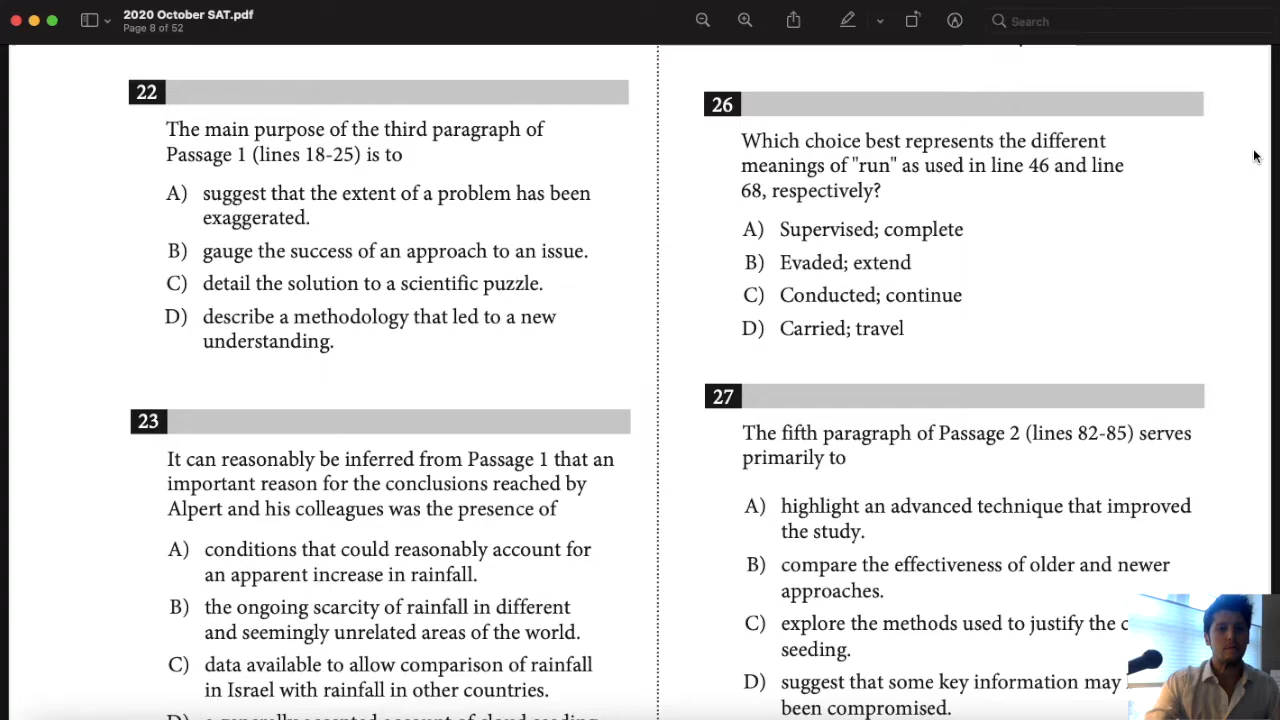 2020 October SAT.pdf
Page 8 of 52
Search
22
The main purpose of the third paragraph of
Passage 1 (lines 18-25) is to
A) suggest that the extent of a problem has been
exaggerated.
B) gauge the success of an approach to an issue.
C) detail the solution to a scientific puzzle.
D) describe a methodology that led to a new
understanding.
23
It can reasonably be inferred from Passage 1 that an
important reason for the conclusions reached by
Alpert and his colleagues was the presence of
A) conditions that could reasonably account for
an apparent increase in rainfall.
B) the ongoing scarcity of rainfall in different
and seemingly unrelated areas of the world.
C) data available to allow comparison of rainfall
in Israel with rainfall in other countries.
D) a generally accepted account of cloud seeding
26
Which choice best represents the different
meanings of "run" as used in line 46 and line
68, respectively?
A) Supervised; complete
B) Evaded; extend
C) Conducted; continue
D) Carried; travel
27
The fifth paragraph of Passage 2 (lines 82-85) serves
primarily to
A) highlight an advanced technique that improved
the study.
B) compare the effectiveness of older and newer
approaches.
C) explore the methods used to justify the
seeding.
D) suggest that some key information may
been compromised.